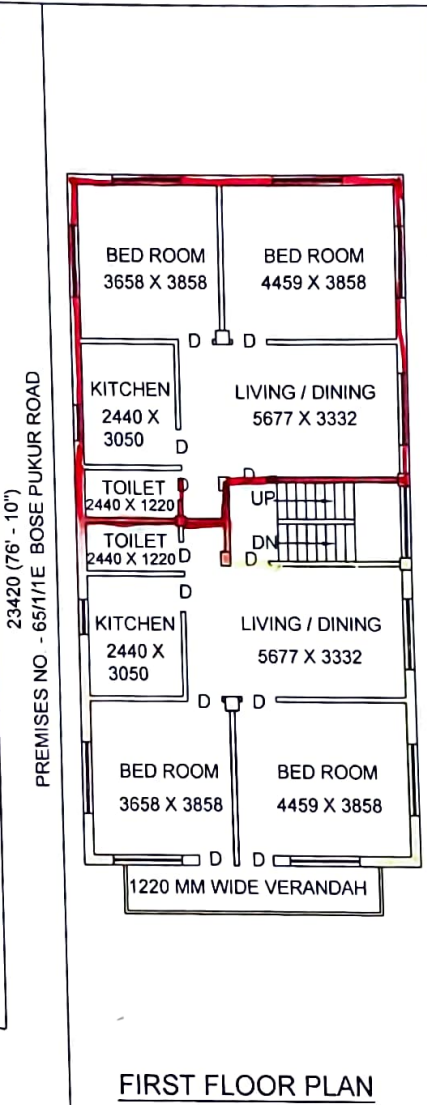 23420 (76' - 10")
PREMISES NO. - 65/1/1E BOSE PUKUR ROAD
BED ROOM
3658 X 3858
BED ROOM
4459 X 3858
D D
KITCHEN
2440 X
3050
LIVING / DINING
5677 X 3332
D
D D
TOILET
2440 X 1220
UP
TOILET
2440 X 1220
DN
D
D
KITCHEN
2440 X
3050
LIVING / DINING
5677 X 3332
D D
BED ROOM
3658 X 3858
BED ROOM
4459 X 3858
D D
1220 MM WIDE VERANDAH
FIRST FLOOR PLAN